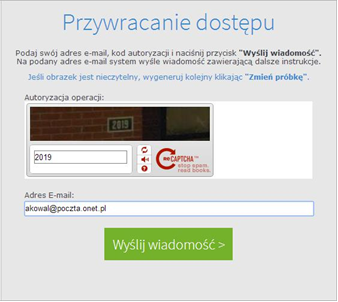 Przywracanie dostępu
Podaj swój adres e-mail, kod autoryzacji i naciśnij przycisk "Wyślij wiadomość".
Na podany adres e-mail system wyśle wiadomość zawierającą dalsze instrukcje.
Jeśli obrazek jest nieczytelny, wygeneruj kolejny klikając "Zmień próbkę".
Autoryzacja operacji:
2019
2019
reCAPTCHA™
stop spam.
read books.
Adres E-mail:
akowal@poczta.onet.pl
Wyślij wiadomość >